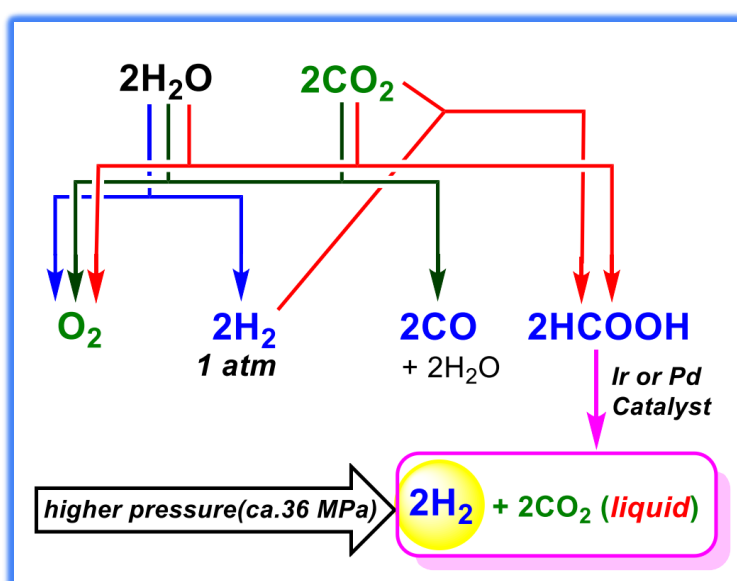 2H₂O 2CO₂
O₂ 2H₂ 2CO 2HCOOH
1 atm + 2H₂O
Ir or Pd
Catalyst
higher pressure(ca.36 MPa) 2H₂ + 2CO₂ (liquid)